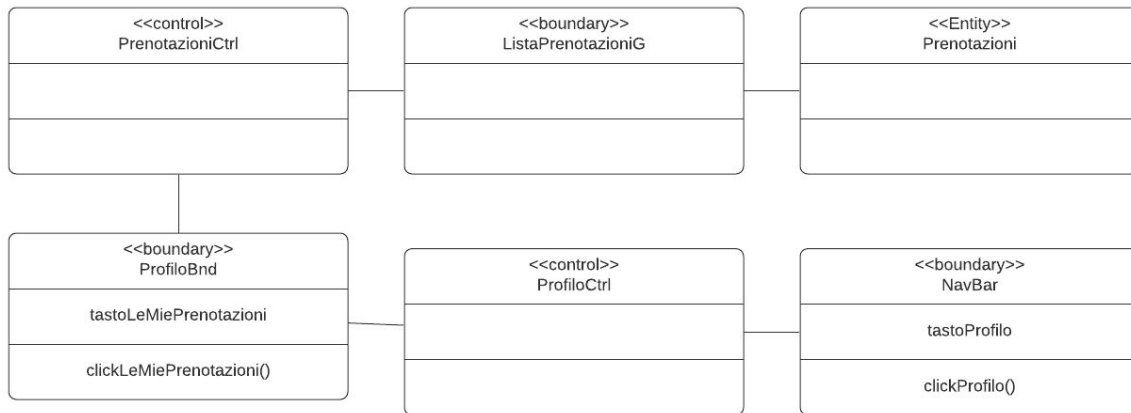 <<control>>
PrenotazioniCtrl
<<boundary>>
ListaPrenotazioniG
<<Entity>>
Prenotazioni
<<boundary>>
ProfiloBnd
tastoLeMiePrenotazioni
clickLeMiePrenotazioni()
<<control>>
ProfiloCtrl
<<boundary>>
NavBar
tastoProfilo
clickProfilo()